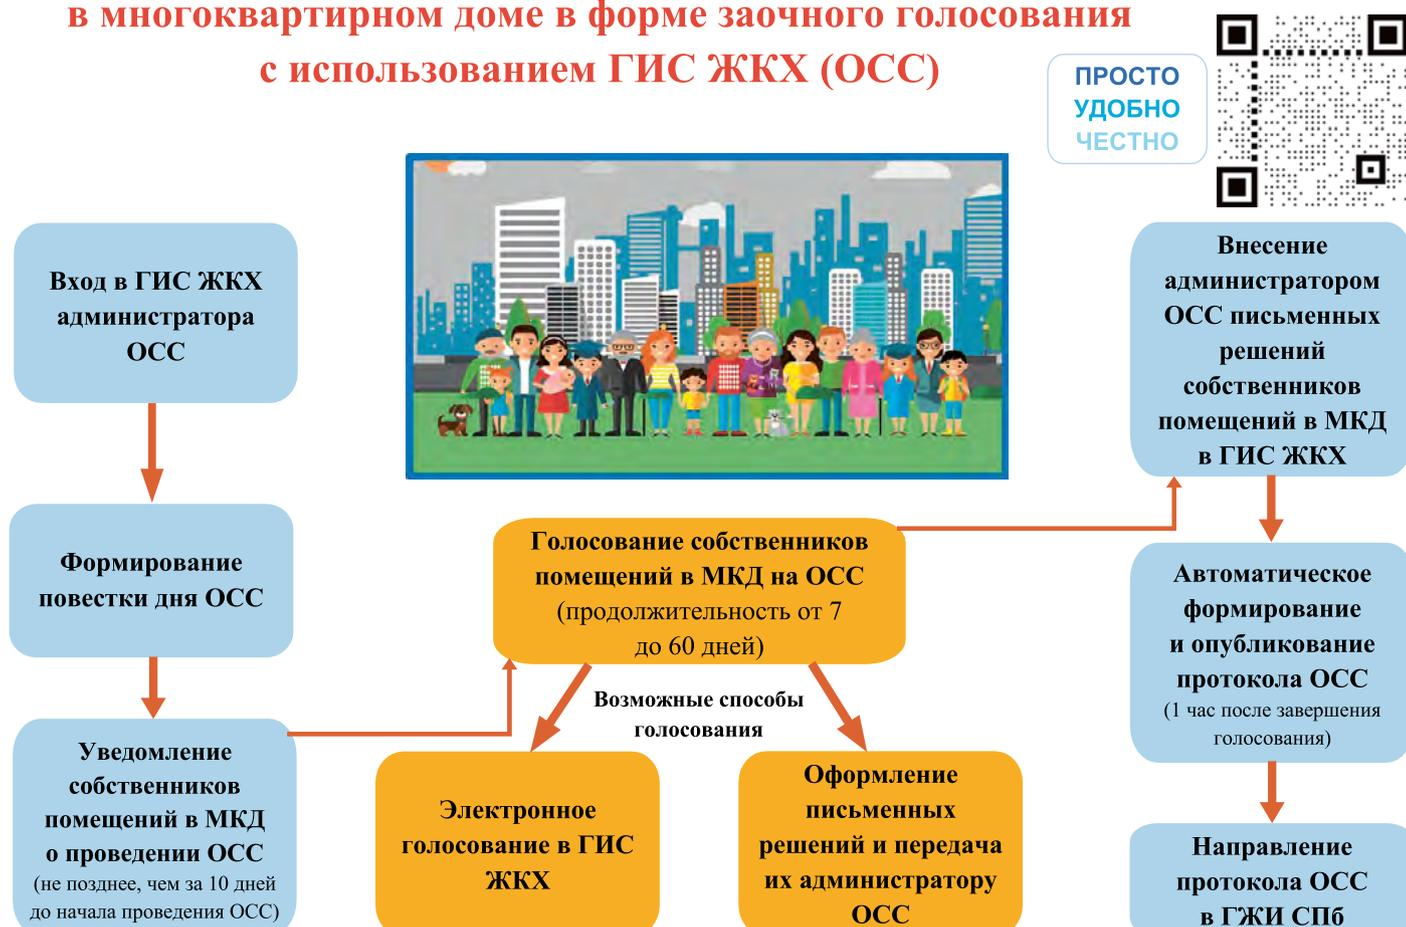 в многоквартирном доме в форме заочного голосования
с использованием ГИС ЖКХ (ОСС)
ПРОСТО
УДОБНО
ЧЕСТНО
Вход в ГИС ЖКХ
администратора
ОСС
Формирование
повестки дня ОСС
Уведомление
собственников
помещений в МКД
о проведении ОСС
(не позднее, чем за 10 дней
до начала проведения ОСС)
Голосование собственников
помещений в МКД на ОСС
(продолжительность от 7
до 60 дней)
Возможные способы
голосования
Электронное
голосование в ГИС
ЖКХ
Оформление
письменных
решений и передача
их администратору
ОСС
Внесение
администратором
ОСС письменных
решений
собственников
помещений в МКД
в ГИС ЖКХ
Автоматическое
формирование
и опубликование
протокола ОСС
(1 час после завершения
голосования)
Направление
протокола ОСС
в ГЖИ СПб